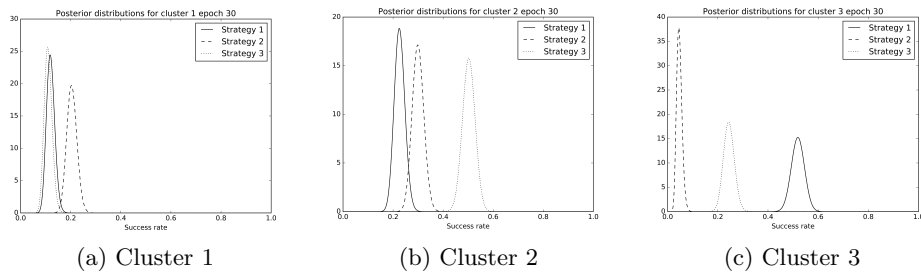 Posterior distributions for cluster 1 epoch 30
30
25
20
15
10
5
0
0.0 0.2 0.4 0.6 0.8 1.0
Success rate
Strategy 1
Strategy 2
Strategy 3
(a) Cluster 1
Posterior distributions for cluster 2 epoch 30
20
15
10
5
0
0.0 0.2 0.4 0.6 0.8 1.0
Success rate
Strategy 1
Strategy 2
Strategy 3
(b) Cluster 2
Posterior distributions for cluster 3 epoch 30
40
35
30
25
20
15
10
5
0
0.0 0.2 0.4 0.6 0.8 1.0
Success rate
Strategy 1
Strategy 2
Strategy 3
(c) Cluster 3